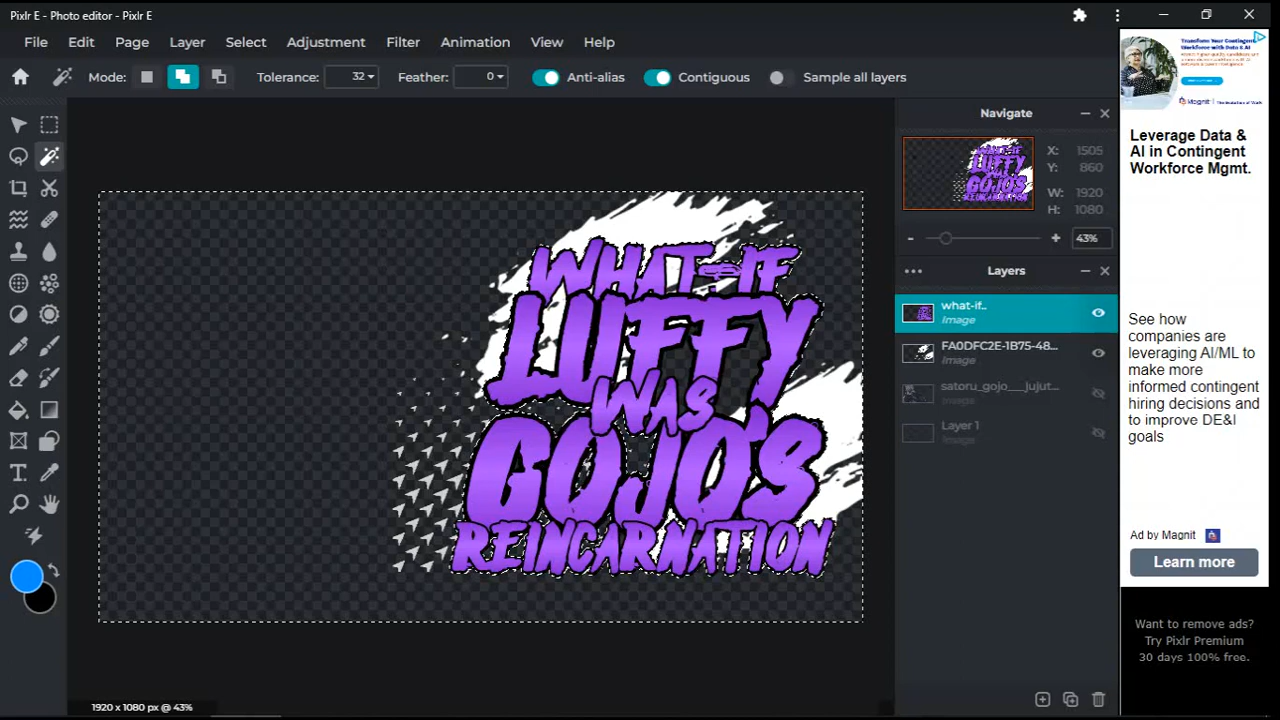 Pixlr E - Photo editor - Pixlr E
File Edit Page Layer Select Adjustment Filter Animation View Help
Mode: Tolerance: 32 Feather: 0 Anti-alias Contiguous Sample all layers
Navigate
X: 1505
Y: 860
W: 1920
H: 1080
- + 43%
Layers
what-if..
Image
FA0DFC2E-1B75-48...
Image
satoru_gojo___jujut...
Image
Layer 1
Image
WHAT-IF
LUFFY
WAS
GOJO'S
REINCARNATION
1920 x 1080 px @ 43%
Transform Your Contingent
Workforce with Data & AI
Magnit
Leverage Data &
AI in Contingent
Workforce Mgmt.
See how
companies are
leveraging AI/ML to
make more
informed contingent
hiring decisions and
to improve DE&I
goals
Ad by Magnit
Learn more
Want to remove ads?
Try Pixlr Premium
30 days 100% free.